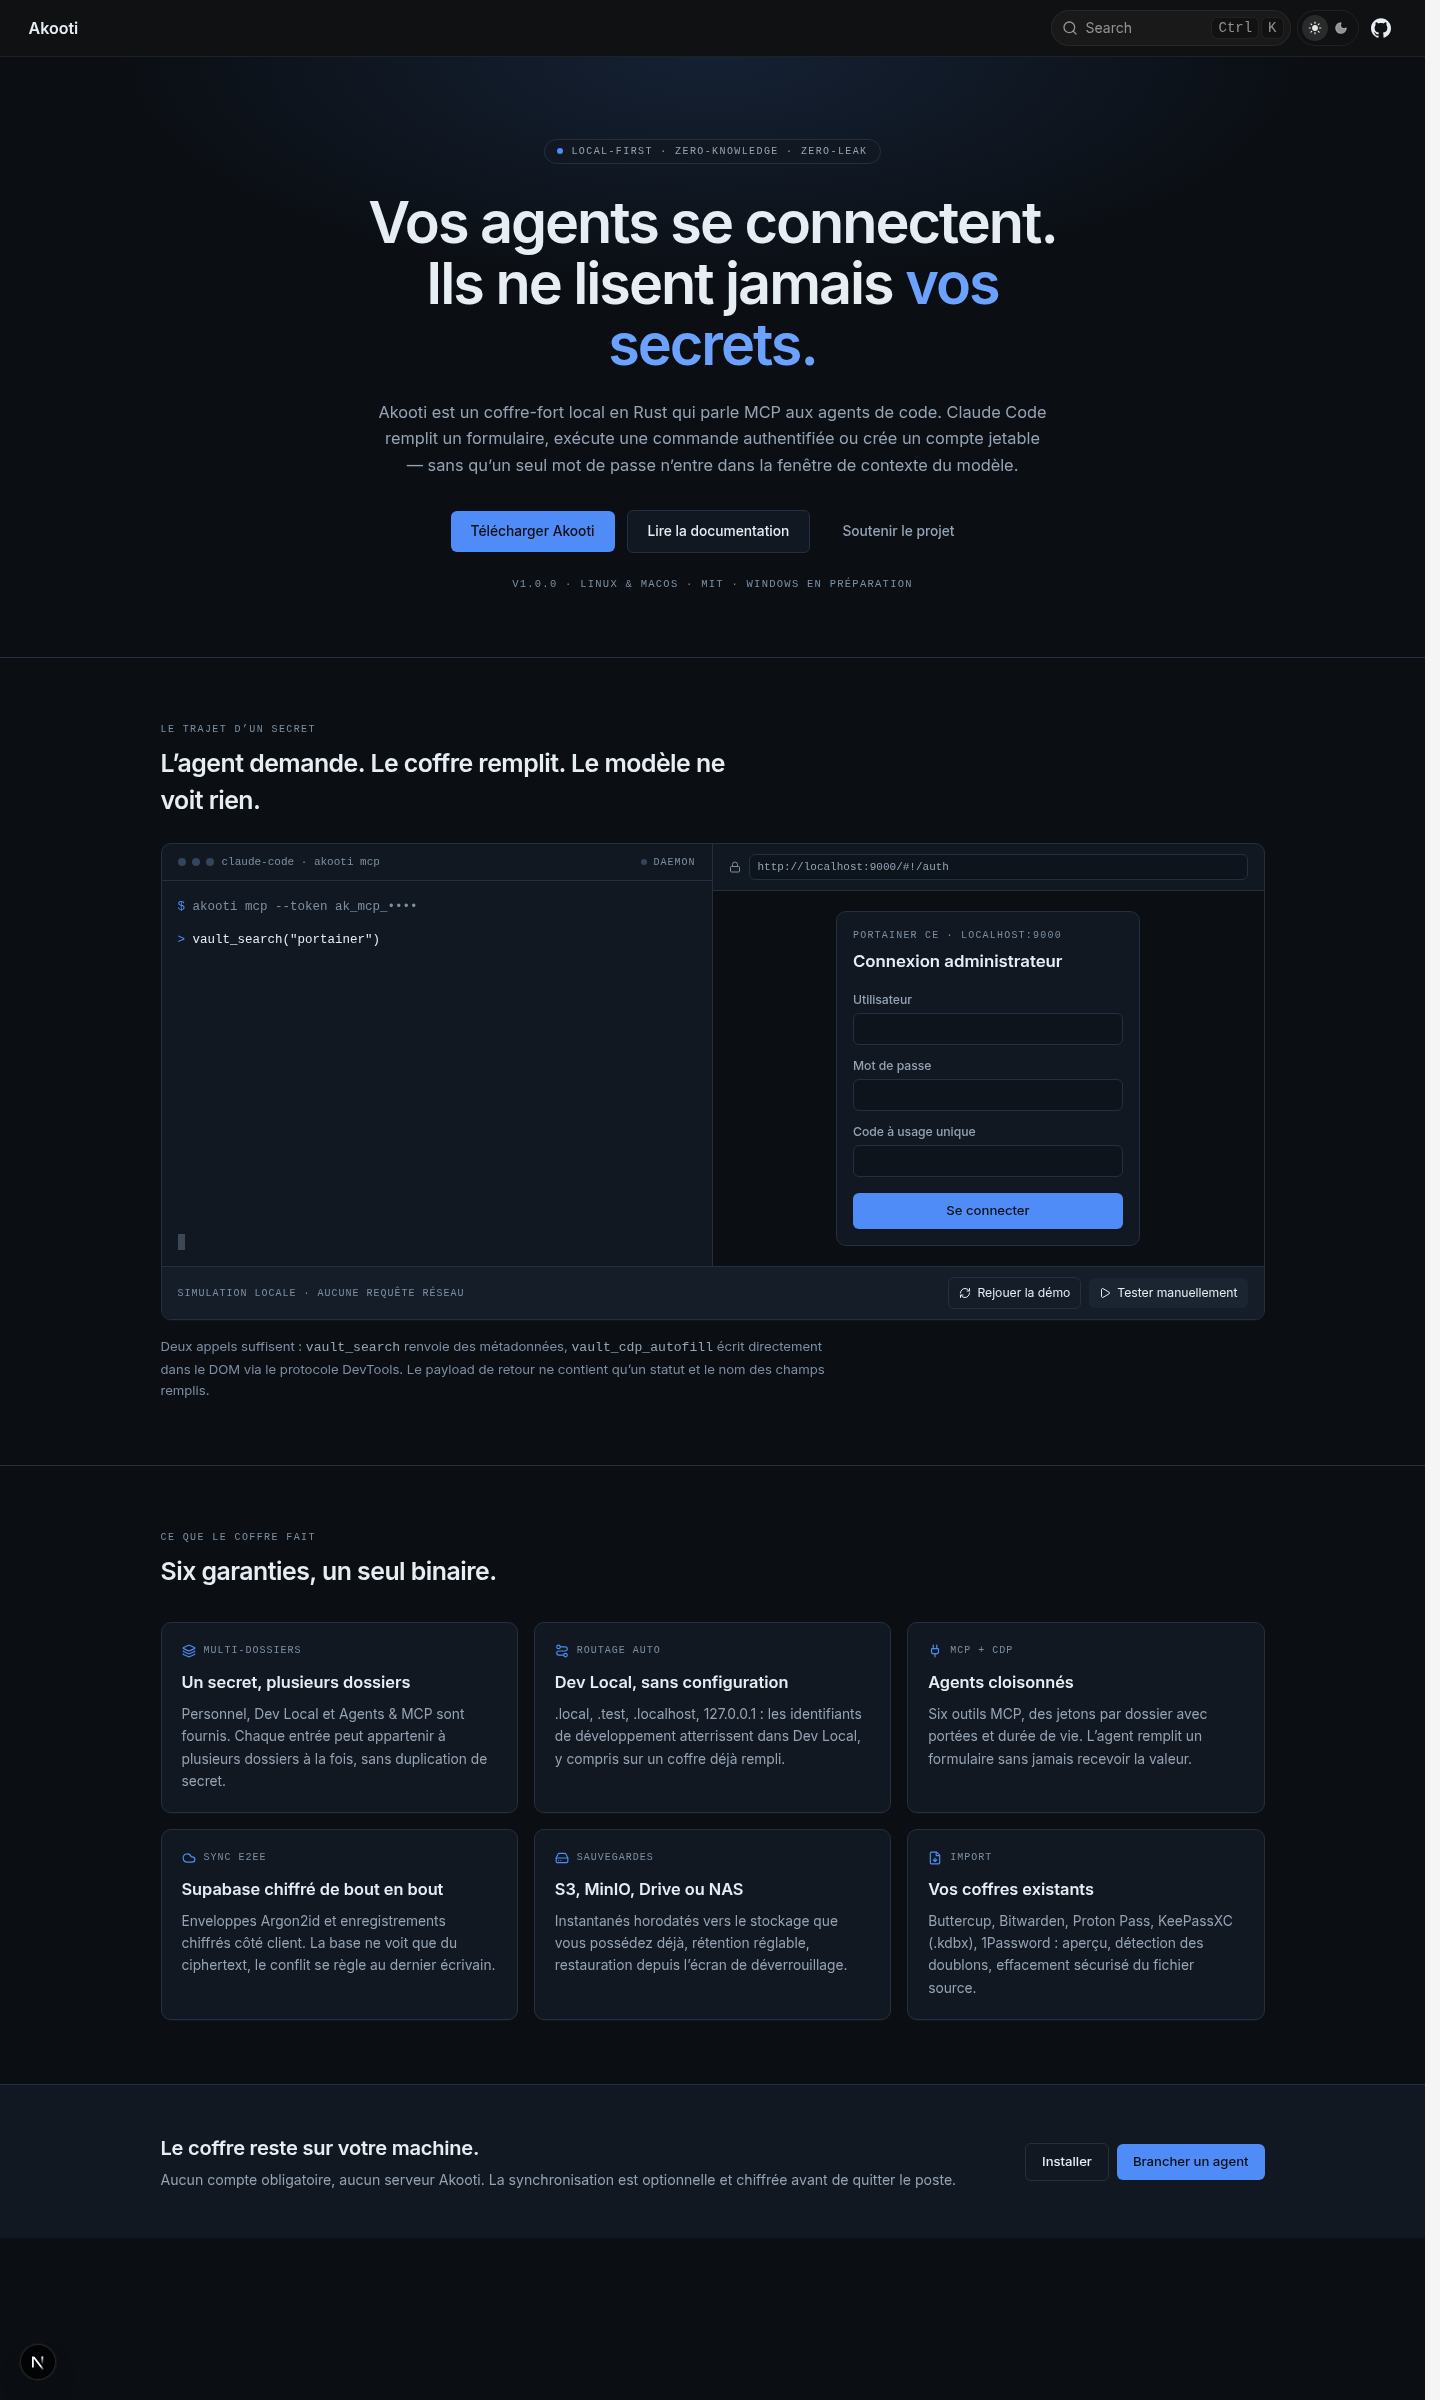 Akooti
Search
Ctrl K
LOCAL-FIRST · ZERO-KNOWLEDGE · ZERO-LEAK
Vos agents se connectent.
Ils ne lisent jamais vos
secrets.
Akooti est un coffre-fort local en Rust qui parle MCP aux agents de code. Claude Code
remplit un formulaire, exécute une commande authentifiée ou crée un compte jetable
— sans qu’un seul mot de passe n’entre dans la fenêtre de contexte du modèle.
Télécharger Akooti
Lire la documentation
Soutenir le projet
V1.0.0 · LINUX & MACOS · MIT · WINDOWS EN PRÉPARATION
LE TRAJET D’UN SECRET
L’agent demande. Le coffre remplit. Le modèle ne
voit rien.
claude-code · akooti mcp
DAEMON
$ akooti mcp --token ak_mcp_••••
> vault_search("portainer")
http://localhost:9000/#!/auth
PORTAINER CE · LOCALHOST:9000
Connexion administrateur
Utilisateur
Mot de passe
Code à usage unique
Se connecter
SIMULATION LOCALE · AUCUNE REQUÊTE RÉSEAU
Rejouer la démo
Tester manuellement
Deux appels suffisent : vault_search renvoie des métadonnées, vault_cdp_autofill écrit directement
dans le DOM via le protocole DevTools. Le payload de retour ne contient qu’un statut et le nom des champs
remplis.
CE QUE LE COFFRE FAIT
Six garanties, un seul binaire.
MULTI-DOSSIERS
Un secret, plusieurs dossiers
Personnel, Dev Local et Agents & MCP sont
fournis. Chaque entrée peut appartenir à
plusieurs dossiers à la fois, sans duplication de
secret.
ROUTAGE AUTO
Dev Local, sans configuration
.local, .test, .localhost, 127.0.0.1 : les identifiants
de développement atterrissent dans Dev Local,
y compris sur un coffre déjà rempli.
MCP + CDP
Agents cloisonnés
Six outils MCP, des jetons par dossier avec
portées et durée de vie. L’agent remplit un
formulaire sans jamais recevoir la valeur.
SYNC E2EE
Supabase chiffré de bout en bout
Enveloppes Argon2id et enregistrements
chiffrés côté client. La base ne voit que du
ciphertext, le conflit se règle au dernier écrivain.
SAUVEGARDES
S3, MinIO, Drive ou NAS
Instantanés horodatés vers le stockage que
vous possédez déjà, rétention réglable,
restauration depuis l’écran de déverrouillage.
IMPORT
Vos coffres existants
Buttercup, Bitwarden, Proton Pass, KeePassXC
(.kdbx), 1Password : aperçu, détection des
doublons, effacement sécurisé du fichier
source.
Le coffre reste sur votre machine.
Aucun compte obligatoire, aucun serveur Akooti. La synchronisation est optionnelle et chiffrée avant de quitter le poste.
Installer
Brancher un agent
N